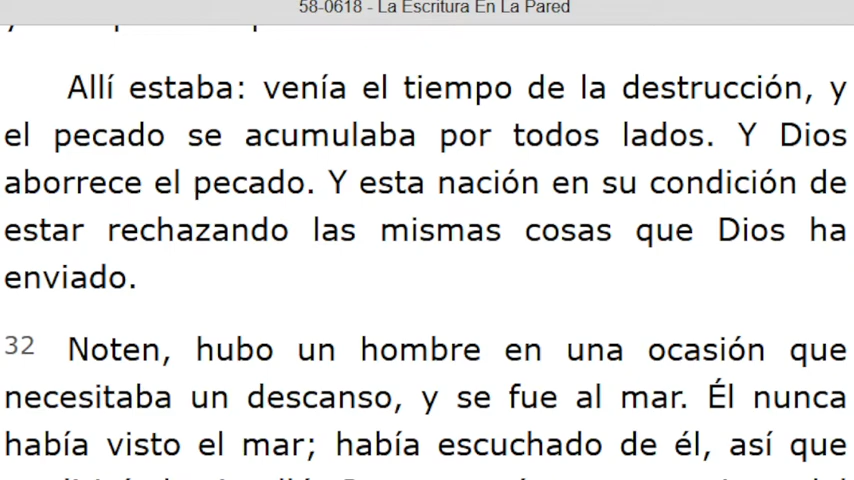 58-0618 - La Escritura En La Pared
Allí estaba: venía el tiempo de la destrucción, y
el pecado se acumulaba por todos lados. Y Dios
aborrece el pecado. Y esta nación en su condición de
estar rechazando las mismas cosas que Dios ha
enviado.
32 Noten, hubo un hombre en una ocasión que
necesitaba un descanso, y se fue al mar. Él nunca
había visto el mar; había escuchado de él, así que